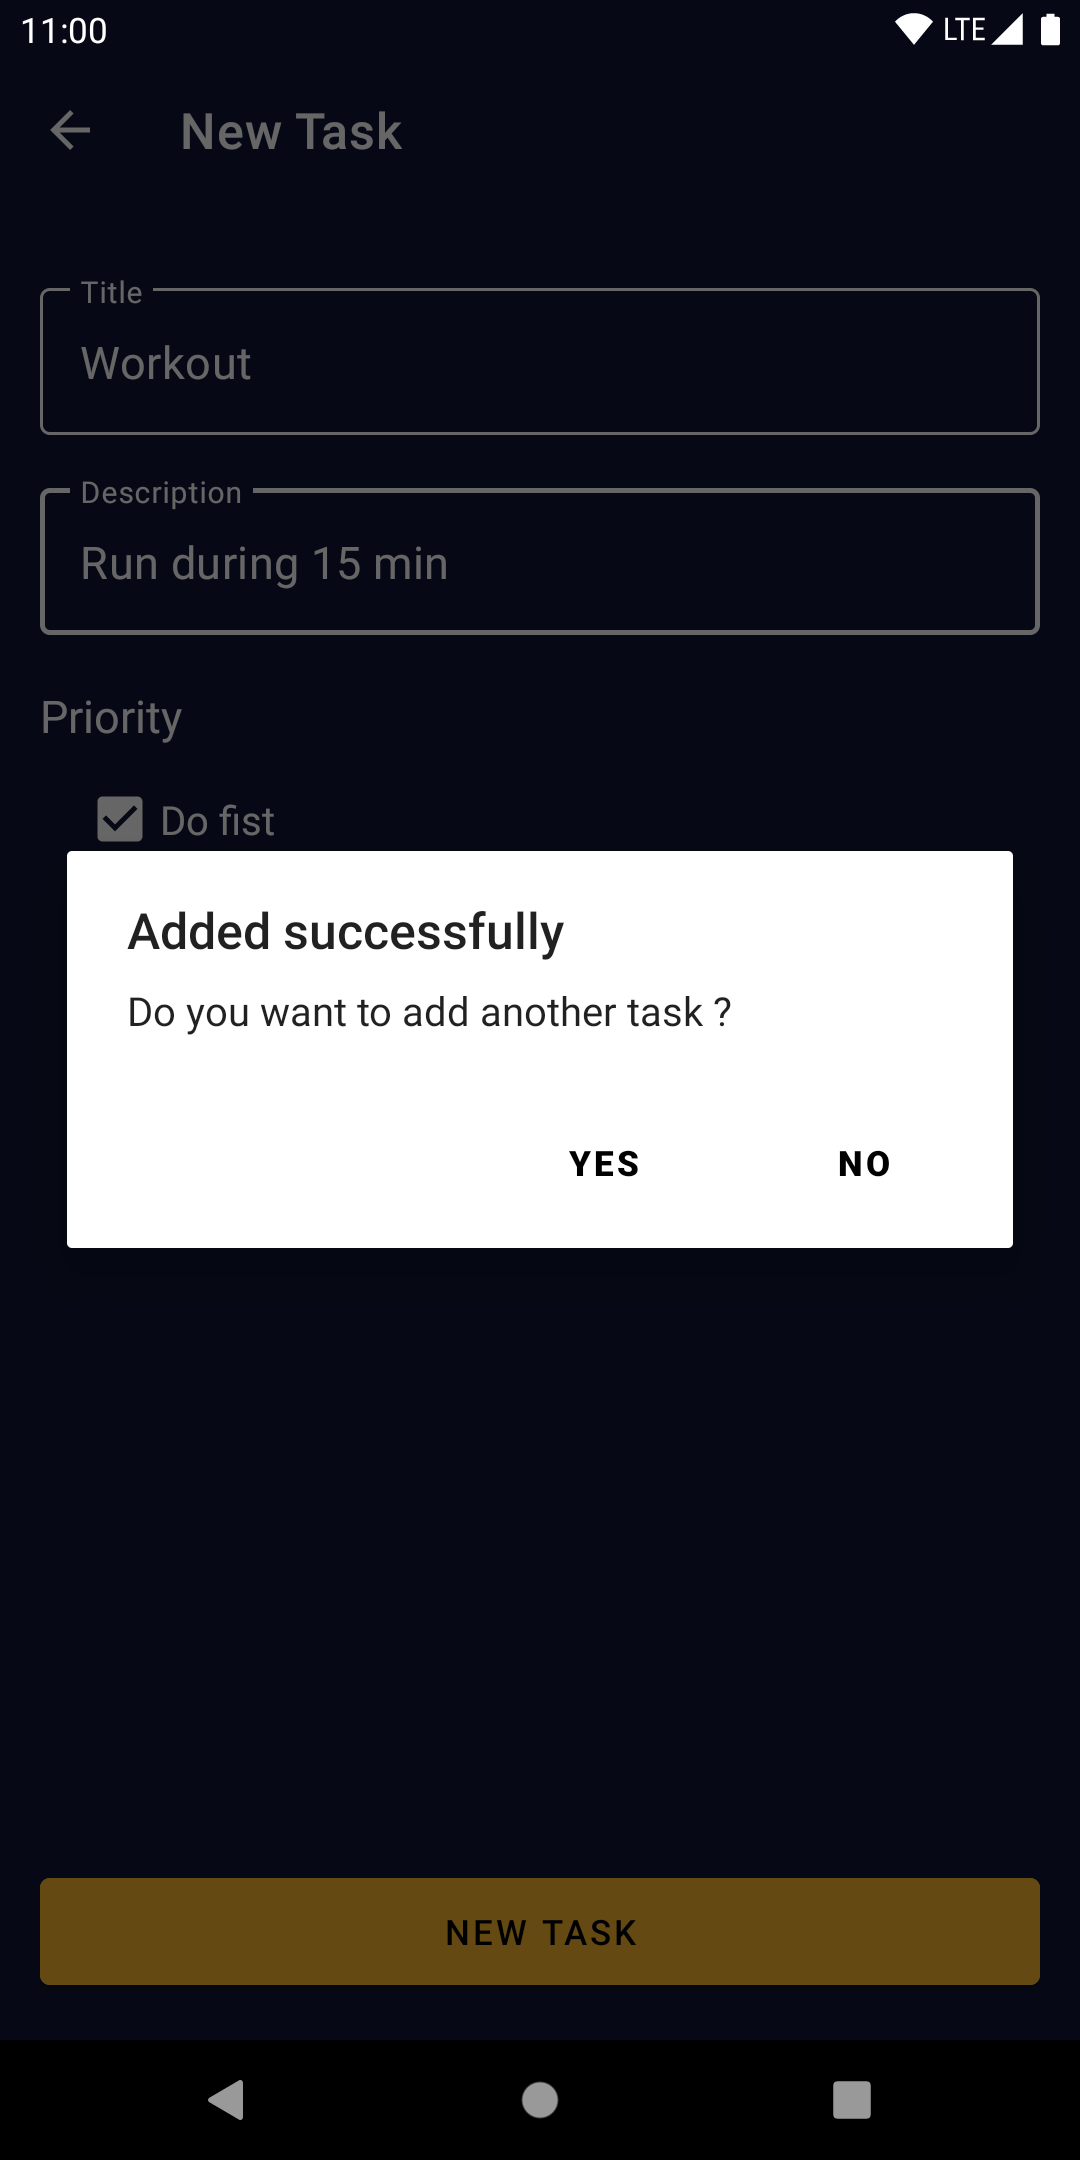 11:00 LTE
New Task
Title
Workout
Description
Run during 15 min
Priority
Do fist
Added successfully
Do you want to add another task ?
YES NO
NEW TASK